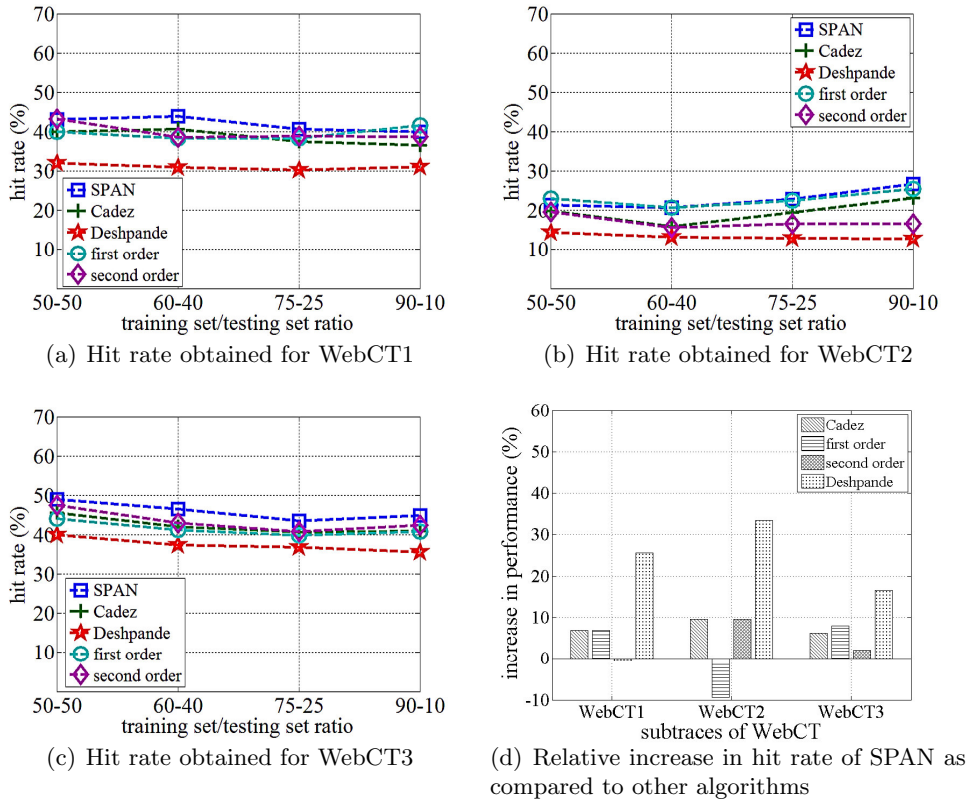 70
60
50
40
30
20
10
hit rate (%)
SPAN
Cadez
Deshpande
first order
second order
50-50 60-40 75-25 90-10
training set/testing set ratio
(a) Hit rate obtained for WebCT1
70
60
50
40
30
20
10
hit rate (%)
SPAN
Cadez
Deshpande
first order
second order
50-50 60-40 75-25 90-10
training set/testing set ratio
(b) Hit rate obtained for WebCT2
70
60
50
40
30
20
10
hit rate (%)
SPAN
Cadez
Deshpande
first order
second order
50-50 60-40 75-25 90-10
training set/testing set ratio
(c) Hit rate obtained for WebCT3
60
50
40
30
20
10
0
-10
increase in performance (%)
Cadez
first order
second order
Deshpande
WebCT1 WebCT2 WebCT3
subtraces of WebCT
(d) Relative increase in hit rate of SPAN as
compared to other algorithms